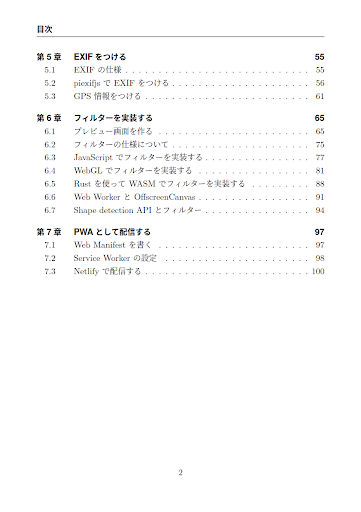 目次
第 5 章 EXIF をつける 55
5.1 EXIF の仕様 . . . . . . . . . . . . . . . . . . . . . . . . . . . . 55
5.2 piexifjs で EXIF をつける . . . . . . . . . . . . . . . . . . . . . 56
5.3 GPS 情報をつける . . . . . . . . . . . . . . . . . . . . . . . . . 61
第 6 章 フィルターを実装する 65
6.1 プレビュー画面を作る . . . . . . . . . . . . . . . . . . . . . . . 65
6.2 フィルターの仕様について . . . . . . . . . . . . . . . . . . . . . 75
6.3 JavaScript でフィルターを実装する . . . . . . . . . . . . . . . . 77
6.4 WebGL でフィルターを実装する . . . . . . . . . . . . . . . . . 81
6.5 Rust を使って WASM でフィルターを実装する . . . . . . . . . 88
6.6 Web Worker と OffscreenCanvas . . . . . . . . . . . . . . . . . 91
6.7 Shape detection API とフィルター . . . . . . . . . . . . . . . . 94
第 7 章 PWA として配信する 97
7.1 Web Manifest を書く . . . . . . . . . . . . . . . . . . . . . . . 97
7.2 Service Worker の設定 . . . . . . . . . . . . . . . . . . . . . . 98
7.3 Netlify で配信する . . . . . . . . . . . . . . . . . . . . . . . . . 100
2